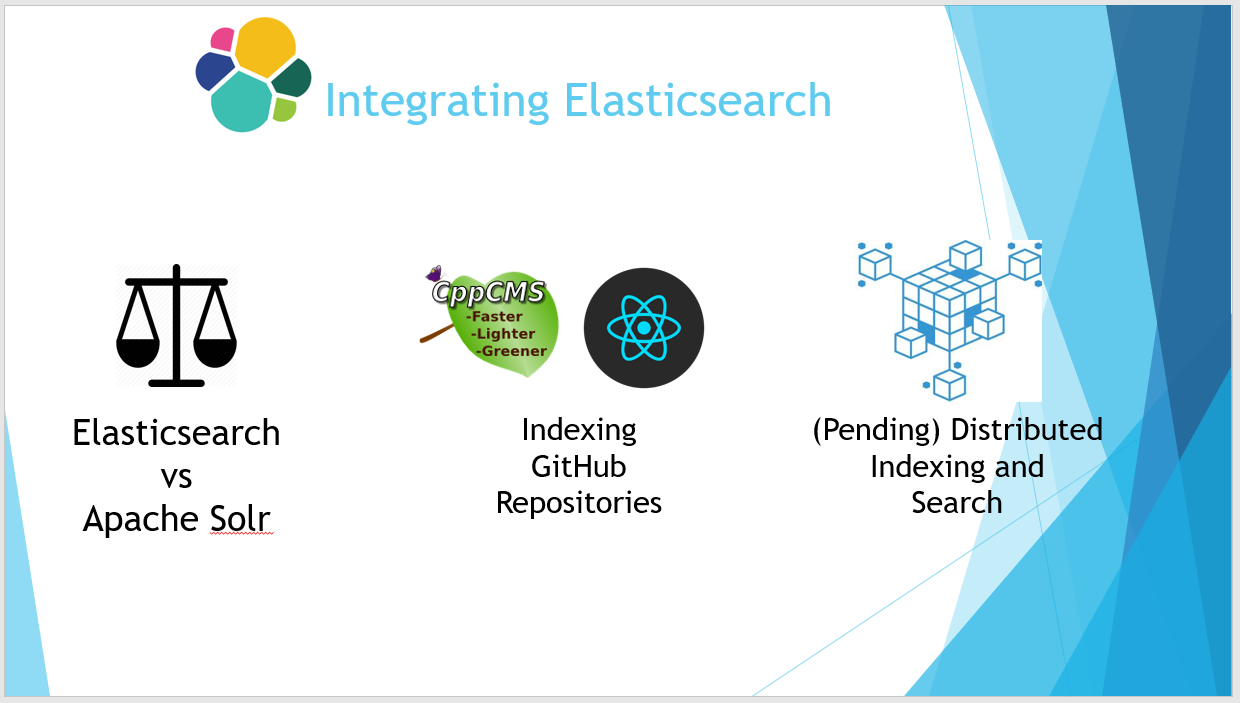 Integrating Elasticsearch
Elasticsearch
vs
Apache Solr
CppCMS
-Faster
-Lighter
-Greener
Indexing
GitHub
Repositories
(Pending) Distributed
Indexing and
Search